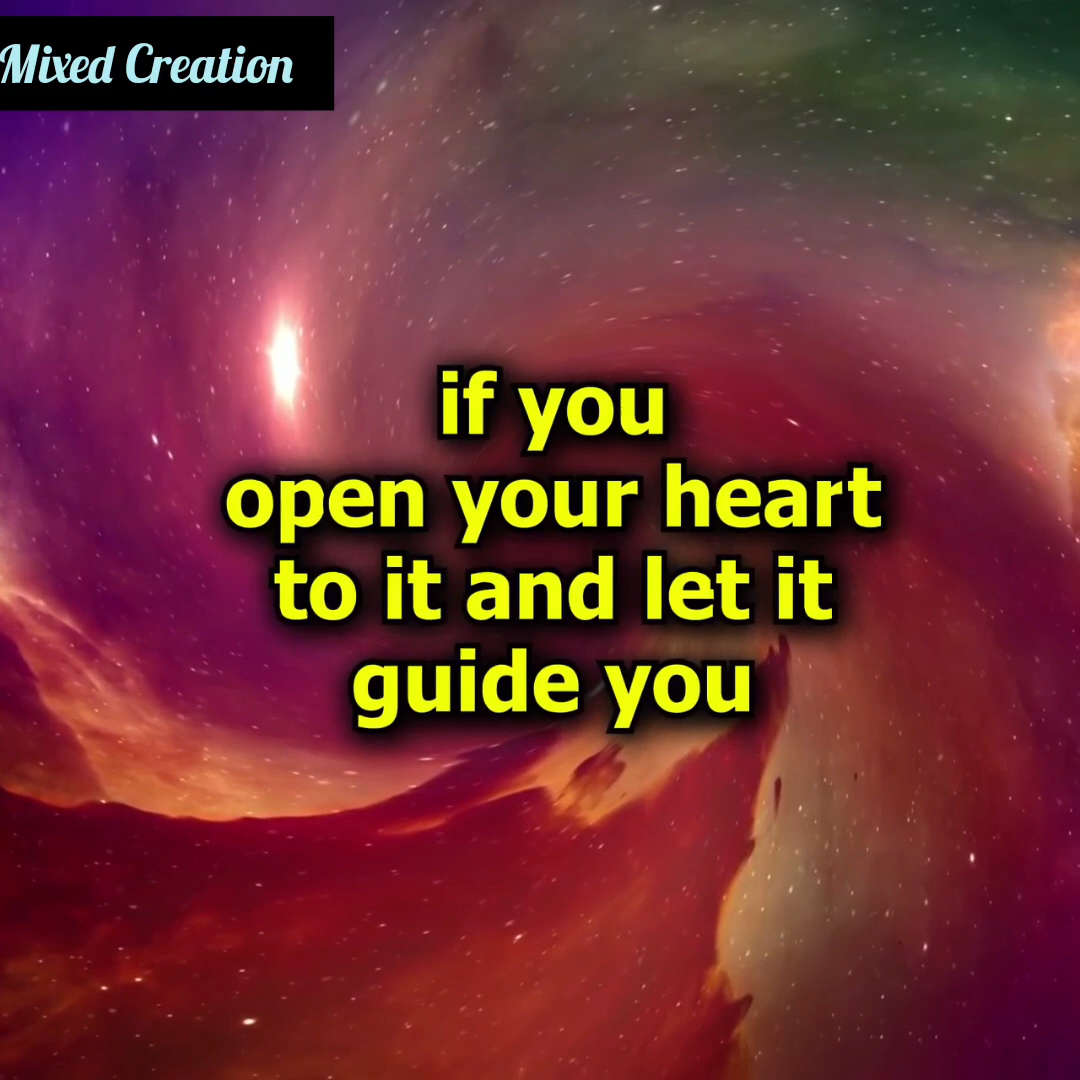 Mixed Creation
if you
open your heart
to it and let it
guide you